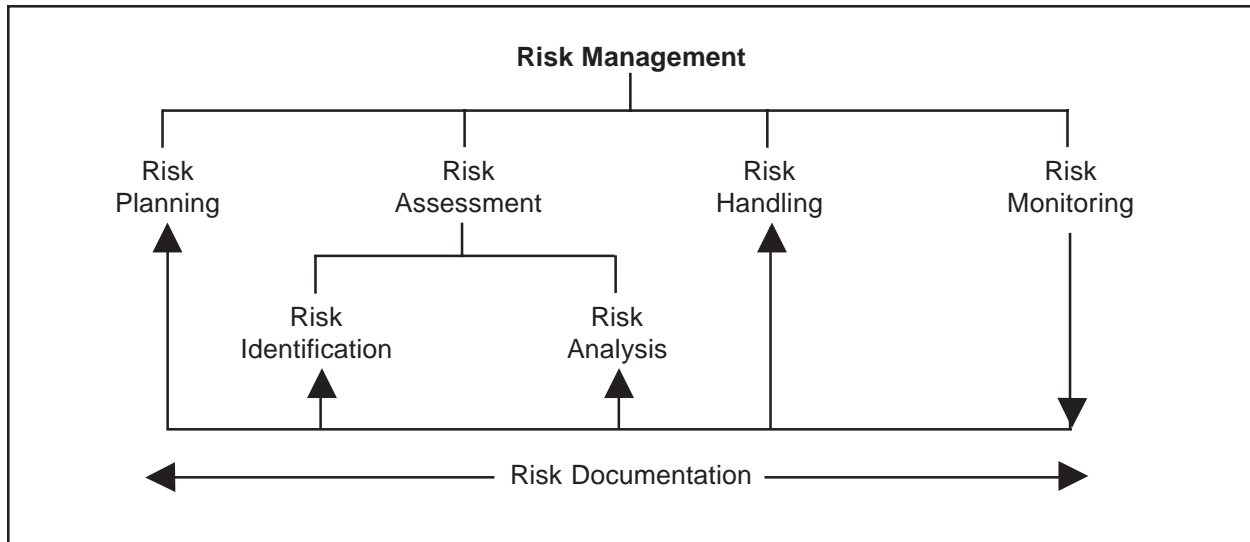 Risk Management
Risk
Planning
Risk
Assessment
Risk
Handling
Risk
Monitoring
Risk
Identification
Risk
Analysis
Risk Documentation